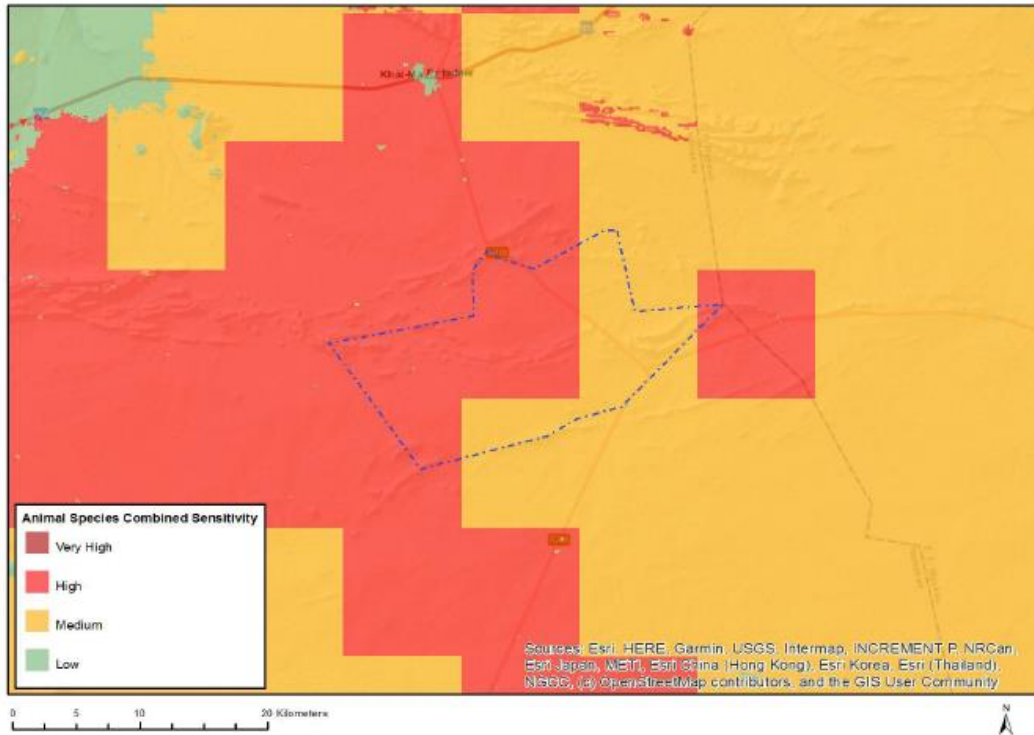 Animal Species Combined Sensitivity
Very High
High
Medium
Low
Sources: Esri, HERE, Garmin, USGS, Intermap, INCREMENT P, NRCan,
Esri Japan, METI, Esri China (Hong Kong), Esri Korea, Esri (Thailand),
NGCC, (c) OpenStreetMap contributors, and the GIS User Community
0 5 10 20 Kilometers
N